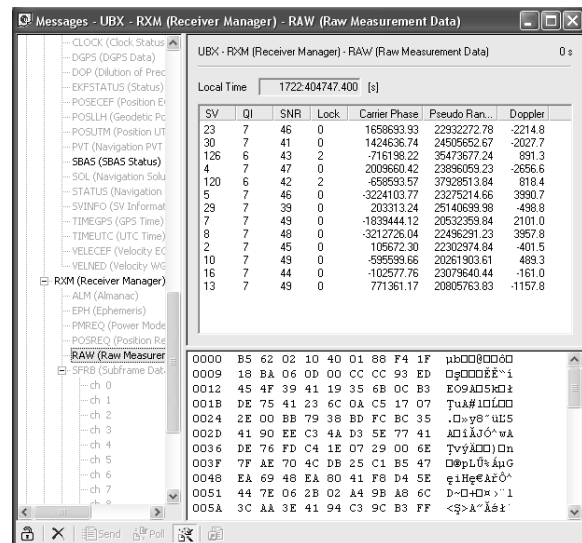 Messages - UBX - RXM (Receiver Manager) - RAW (Raw Measurement Data)
CLOCK (Clock Status
DGPS (DGPS Data)
DOP (Dilution of Prec
EKFSTATUS (Status)
POSECEF (Position E
POSLLH (Geodetic Po
POSUTM (Position UT
PVT (Navigation PVT
SBAS (SBAS Status)
SOL (Navigation Solu
STATUS (Navigation
SVINFO (SV Informat
TIMEGPS (GPS Time)
TIMEUTC (UTC Time)
VELECEF (Velocity EC
VELNED (Velocity WG
RXM (Receiver Manager)
ALM (Almanac)
EPH (Ephemeris)
PMREQ (Power Mode
POSREQ (Position Re
RAW (Raw Measurer
SFRB (Subframe Data
ch 0
ch 1
ch 2
ch 3
ch 4
ch 5
ch 6
ch 7
ch 8
UBX - RXM (Receiver Manager) - RAW (Raw Measurement Data) 0 s
Local Time 1722:404747.400 [s]
SV QI SNR Lock Carrier Phase Pseudo Ran... Doppler
23 7 46 0 1658693.93 22932272.78 -2214.8
30 7 41 0 1424636.74 24505652.67 -2027.7
126 6 43 2 -716198.22 35473677.24 891.3
4 7 47 0 2009660.42 23896059.23 -2656.6
120 6 42 2 -658593.57 37928513.84 818.4
5 7 46 0 -3224103.77 23275214.66 3990.7
29 7 39 0 203313.24 25140699.98 -498.8
7 7 49 0 -1839444.12 20532359.84 2101.0
8 7 48 0 -3212726.04 22496291.23 3957.8
2 7 45 0 105672.30 22302974.84 -401.5
10 7 49 0 -595599.66 20261903.61 489.3
16 7 44 0 -102577.76 23079640.44 -161.0
13 7 49 0 771361.17 20805763.83 -1157.8
0000 B5 62 02 10 40 01 88 F4 1F
0009 18 BA 06 0D 00 CC CC 93 ED
0012 45 4F 39 41 19 35 6B 0C B3
001B DE 75 41 23 6C 0A C5 17 07
0024 2E 00 BB 79 38 BD FC BC 35
002D 41 90 EE C3 4A D3 5E 77 41
0036 DE 76 FD C4 1E 07 29 00 6E
003F 7F AE 70 4C DB 25 C1 B5 47
0048 EA 69 48 EA 80 41 F8 D4 5E
0051 44 7E 06 2B 02 A4 9B A8 6C
005A 3C AA 3E 41 94 C3 9C B3 FF
Send Poll